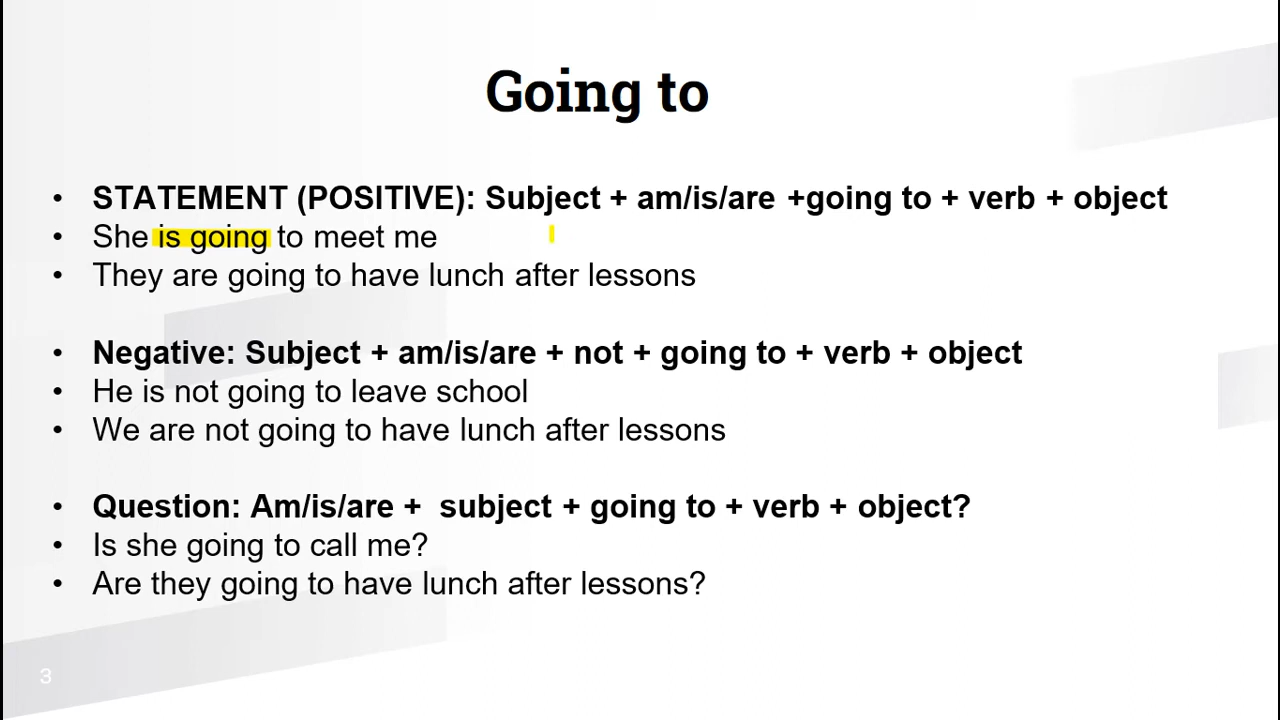 Going to
• STATEMENT (POSITIVE): Subject + am/is/are +going to + verb + object
• She is going to meet me
• They are going to have lunch after lessons
• Negative: Subject + am/is/are + not + going to + verb + object
• He is not going to leave school
• We are not going to have lunch after lessons
• Question: Am/is/are +  subject + going to + verb + object?
• Is she going to call me?
• Are they going to have lunch after lessons?
3